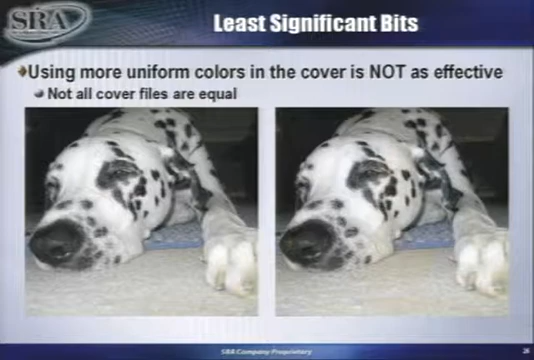 SRA
Least Significant Bits
Using more uniform colors in the cover is NOT as effective
Not all cover files are equal
SRA Company Proprietary
26